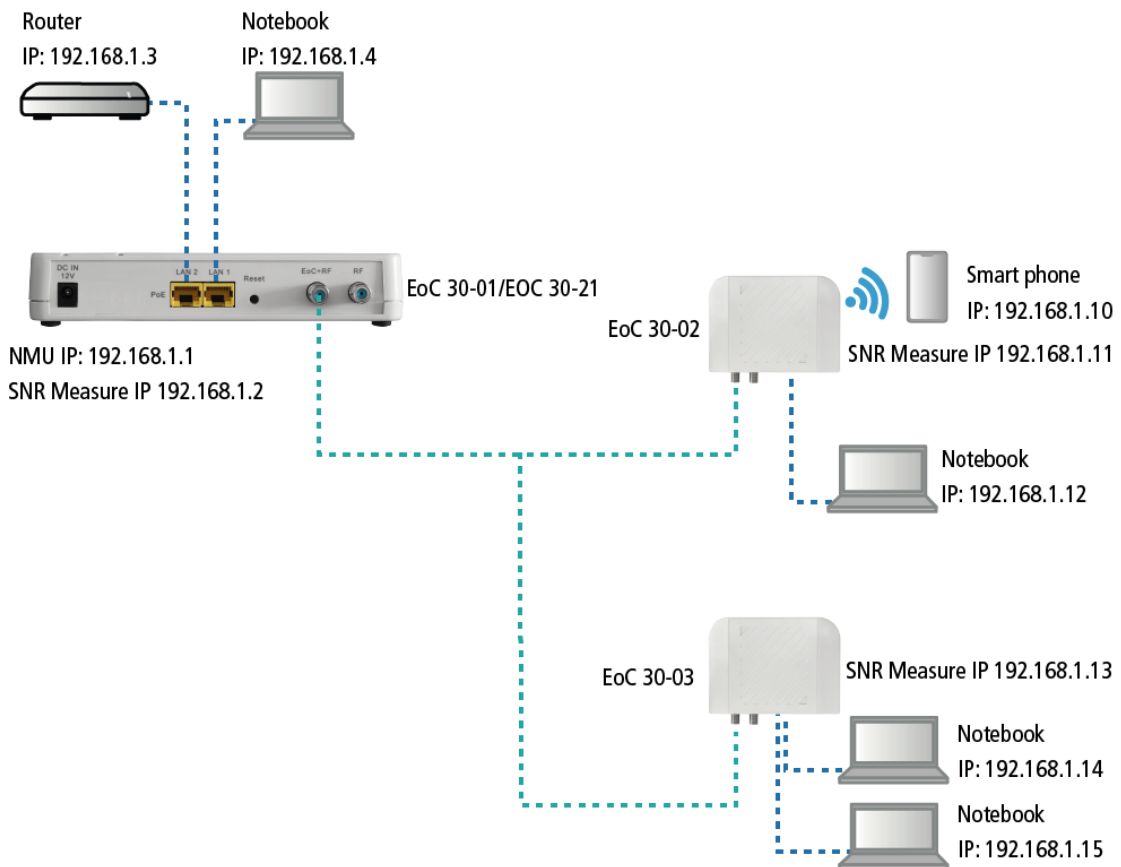 Router
IP: 192.168.1.3
Notebook
IP: 192.168.1.4
DC IN
12V
LAN 2
LAN 1
PoE
Reset
EoC+RF
RF
EoC 30-01/EOC 30-21
NMU IP: 192.168.1.1
SNR Measure IP 192.168.1.2
EoC 30-02
Smart phone
IP: 192.168.1.10
SNR Measure IP 192.168.1.11
Notebook
IP: 192.168.1.12
EoC 30-03
SNR Measure IP 192.168.1.13
Notebook
IP: 192.168.1.14
Notebook
IP: 192.168.1.15